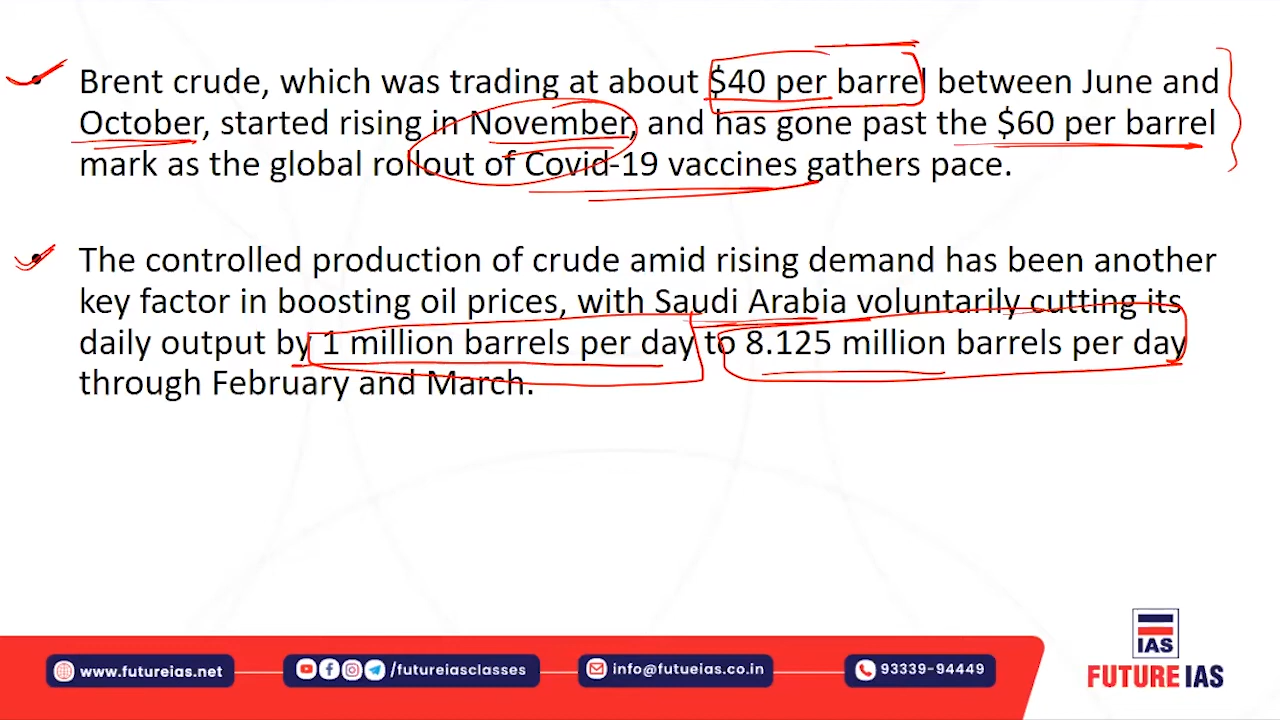 Brent crude, which was trading at about $40 per barrel between June and
October, started rising in November, and has gone past the $60 per barrel
mark as the global rollout of Covid-19 vaccines gathers pace.
The controlled production of crude amid rising demand has been another
key factor in boosting oil prices, with Saudi Arabia voluntarily cutting its
daily output by 1 million barrels per day to 8.125 million barrels per day
through February and March.
IAS
www.futureias.net
/futureiasclasses
info@futueias.co.in
93339-94449
FUTURE IAS